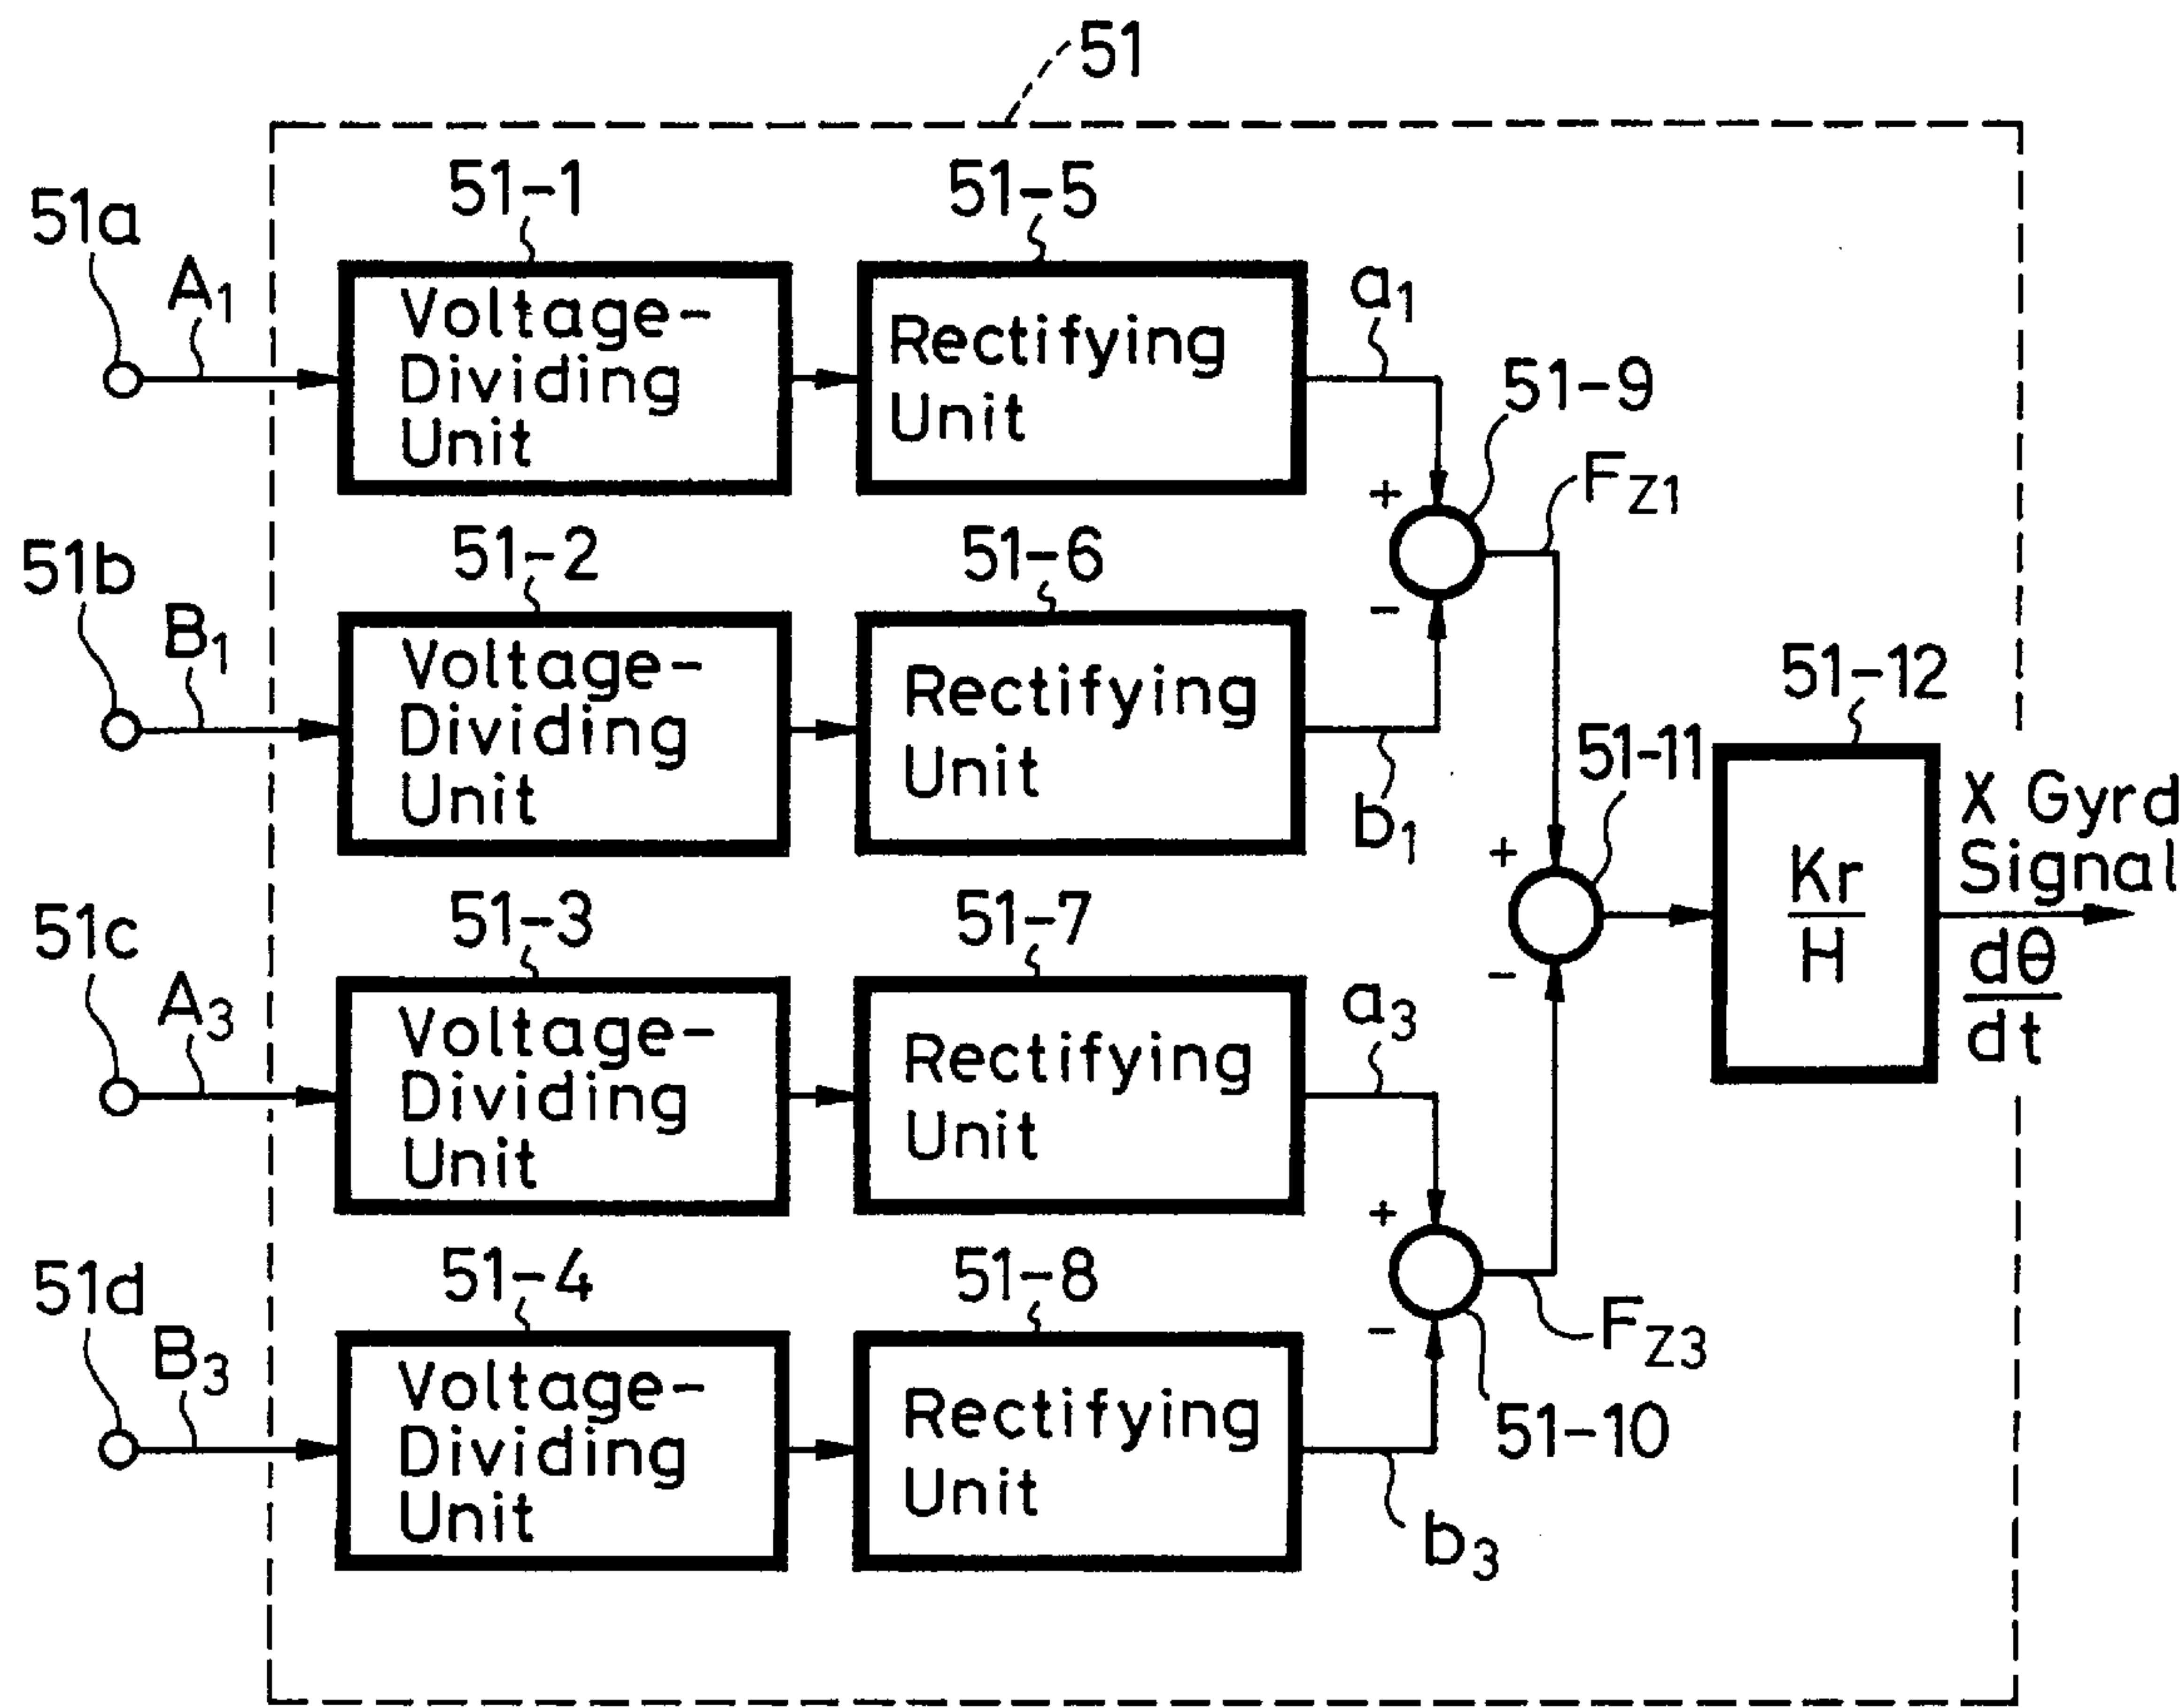 51
51-1
51-5
51a
A1
Voltage-
Dividing
Unit
Rectifying
Unit
a1
51-9
+
FZ1
51-2
51-6
51b
B1
Voltage-
Dividing
Unit
Rectifying
Unit
-
b1
51-12
51-11
+
Kr
H
X Gyrd
Signal
dθ
dt
51-3
51-7
51c
A3
Voltage-
Dividing
Unit
Rectifying
Unit
a3
-
+
51-4
51-8
51d
B3
Voltage-
Dividing
Unit
Rectifying
Unit
-
FZ3
51-10
b3